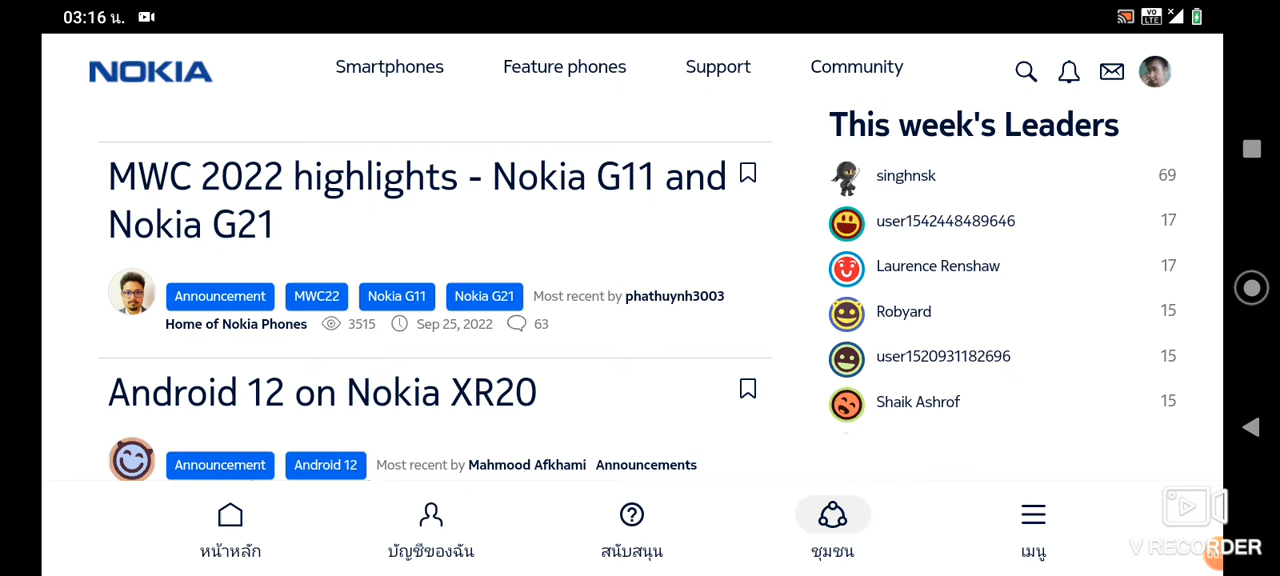 03:16 น.
VO LTE
NOKIA
Smartphones Feature phones Support Community
This week's Leaders
MWC 2022 highlights - Nokia G11 and
Nokia G21
Announcement MWC22 Nokia G11 Nokia G21 Most recent by phathuynh3003
Home of Nokia Phones 3515 Sep 25, 2022 63
Android 12 on Nokia XR20
Announcement Android 12 Most recent by Mahmood Afkhami Announcements
singhnsk 69
user1542448489646 17
Laurence Renshaw 17
Robyard 15
user1520931182696 15
Shaik Ashrof 15
หน้าหลัก บัญชีของฉัน สนับสนุน ชุมชน เมนู
V RECORDER